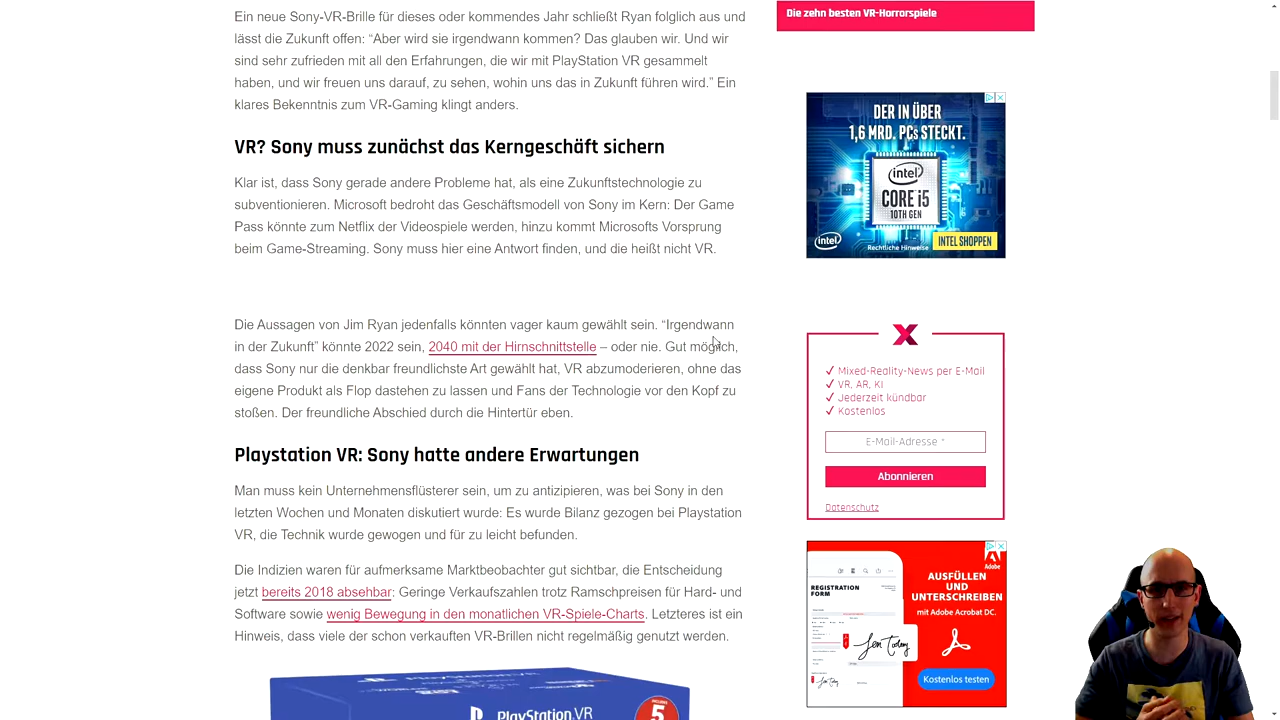 Ein neue Sony-VR-Brille für dieses oder kommendes Jahr schließt Ryan folglich aus und
lässt die Zukunft offen: “Aber wird sie irgendwann kommen? Das glauben wir. Und wir
sind sehr zufrieden mit all den Erfahrungen, die wir mit PlayStation VR gesammelt
haben, und wir freuen uns darauf, zu sehen, wohin uns das in Zukunft führen wird.” Ein
klares Bekenntnis zum VR-Gaming klingt anders.
VR? Sony muss zunächst das Kerngeschäft sichern
Klar ist, dass Sony gerade andere Probleme hat, als eine Zukunftstechnologie zu
Microsoft bedroht das Geschäftsmodell von Sony im Kern: Der Game
Pass könnte zum Netflix der Videospiele werden, hinzu kommt Microsofts Vorsprung
Streaming. Sony muss hier eine Antwort finden, und die heißt nicht VR.
Die Aussagen von Jim Ryan jedenfalls könnten vager kaum gewählt sein. “Irgendwann
in der Zukunft” könnte 2022 sein, 2040 mit der Hirnschnittstelle – oder nie. Gut möglich,
dass Sony nur die denkbar freundlichste Art gewählt hat, VR abzumoderieren, ohne das
eigene Produkt als Flop dastehen zu lassen und Fans der Technologie vor den Kopf zu
stoßen. Der freundliche Abschied durch die Hintertür eben.
Playstation VR: Sony hatte andere Erwartungen
Man muss kein Unternehmensflüsterer sein, um zu antizipieren, was bei Sony in den
letzten Wochen und Monaten diskutiert wurde: Es wurde Bilanz gezogen bei Playstation
VR, die Technik wurde gewogen und für zu leicht befunden.
Die Indizien waren für aufmerksame Marktbeobachter gut sichtbar, die Entscheidung
jetzt bereits 2018 absehbar: Geringe Verkaufszahlen trotz Ramschpreisen für Hard- und
sowie wenig Bewegung in den monatlichen VR-Spiele-Charts. Letzteres ist ein
Hinweis, dass viele der schon verkauften VR-Brillen nicht regelmäßig genutzt werden.
PlayStation VR
5
Die zehn besten VR-Horrorspiele
DER IN ÜBER
1,6 MRD. PCs STECKT.
intel
CORE i5
10TH GEN
intel
Rechtliche Hinweise
INTEL SHOPPEN
X
✓ Mixed-Reality-News per E-Mail
✓ VR, AR, KI
✓ Jederzeit kündbar
✓ Kostenlos
E-Mail-Adresse *
Abonnieren
Datenschutz
Adobe
REGISTRATION
FORM
AUSFÜLLEN
UND
UNTERSCHREIBEN
mit Adobe Acrobat DC.
Kostenlos testen